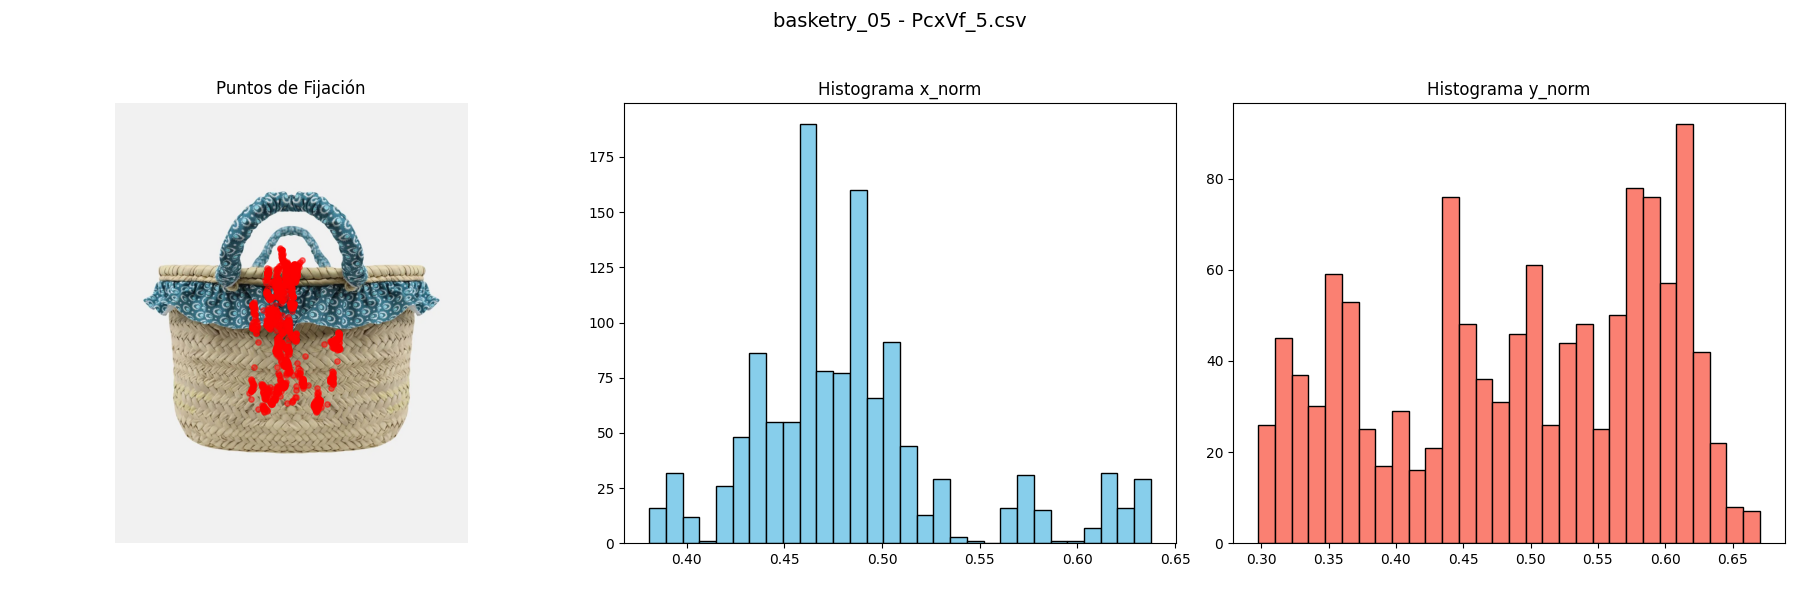 basketry_05 - PcxVf_5.csv
Puntos de Fijación
Histograma x_norm
175
150
125
100
75
50
25
0
0.40 0.45 0.50 0.55 0.60 0.65
Histograma y_norm
80
60
40
20
0
0.30 0.35 0.40 0.45 0.50 0.55 0.60 0.65